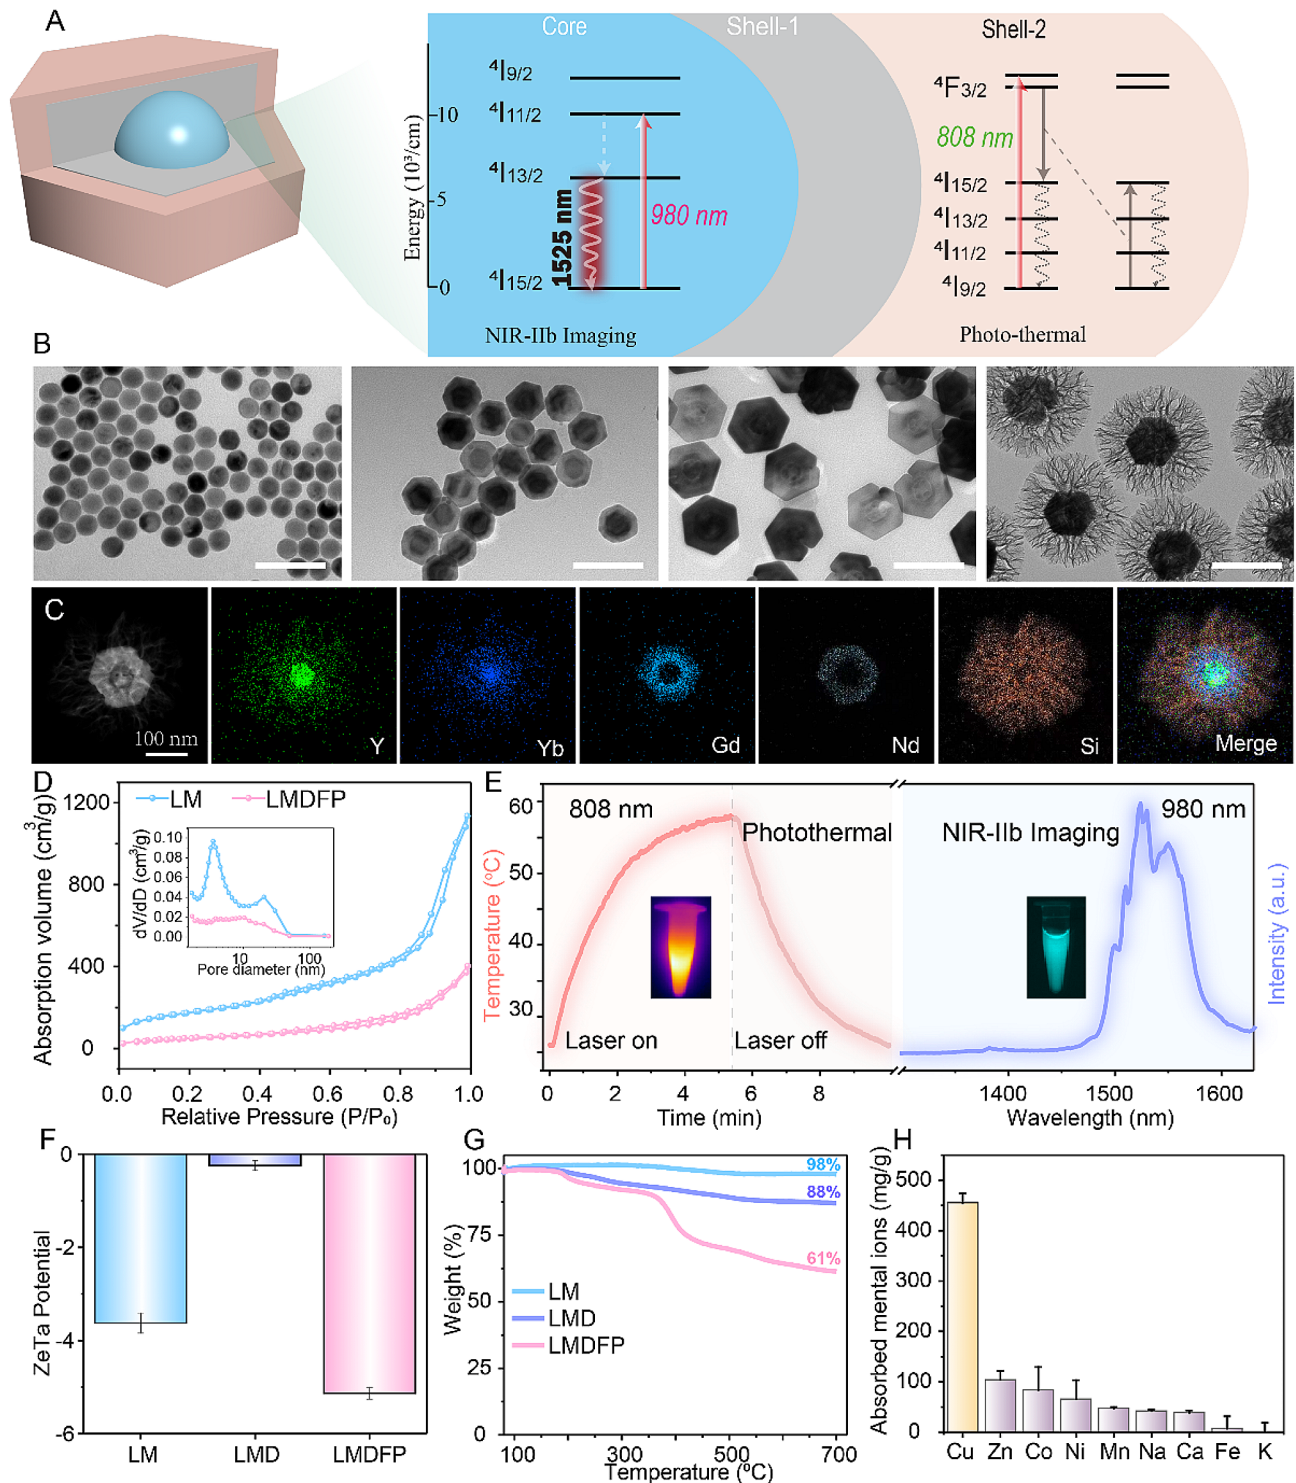 A
Core
Shell-1
Shell-2
Energy (10³/cm)
10
5
0
⁴I9/2
⁴I11/2
⁴I13/2
⁴I15/2
1525 nm
980 nm
NIR-IIb Imaging
⁴F3/2
808 nm
⁴I15/2
⁴I13/2
⁴I11/2
⁴I9/2
Photo-thermal
B
C
100 nm
Y
Yb
Gd
Nd
Si
Merge
D
LM
LMDFP
Absorption volume (cm³/g)
1200
800
400
0
0.0 0.2 0.4 0.6 0.8 1.0
Relative Pressure (P/P₀)
dV/dD (cm³/g)
0.10
0.08
0.06
0.04
0.02
0.00
10 100
Pore diameter (nm)
E
808 nm
Photothermal
NIR-IIb Imaging
980 nm
Temperature (ºC)
60
50
40
30
Laser on
Laser off
0 2 4 6 8
Time (min)
1400 1500 1600
Wavelength (nm)
Intensity (a.u.)
F
ZeTa Potential
0
-2
-4
-6
LM LMD LMDFP
G
Weight (%)
100
75
50
25
0
98%
88%
61%
LM
LMD
LMDFP
100 300 500 700
Temperature (ºC)
H
Absorbed mental ions (mg/g)
500
400
300
200
100
0
Cu Zn Co Ni Mn Na Ca Fe K